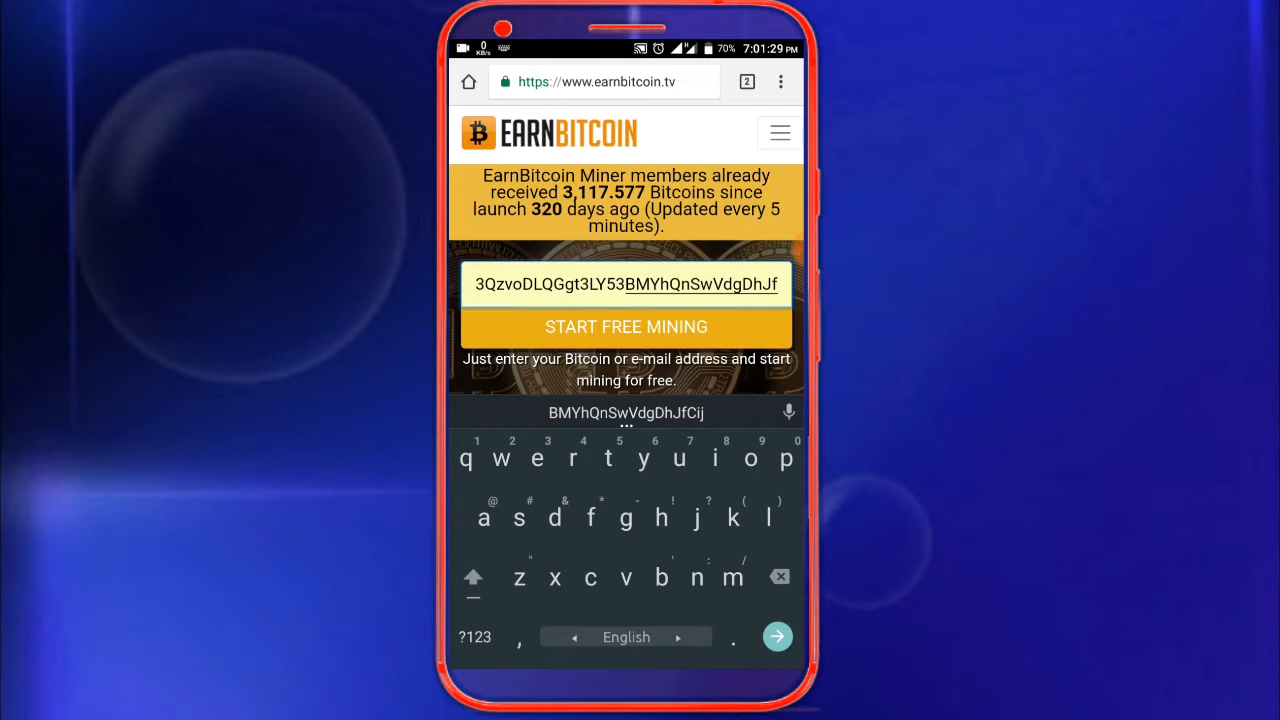 0
KB/s
H
70%
7:01:29 PM
https://www.earnbitcoin.tv
2
EARNBITCOIN
EarnBitcoin Miner members already
received 3,117.577 Bitcoins since
launch 320 days ago (Updated every 5
minutes).
3QzvoDLQGgt3LY53BMYhQnSwVdgDhJf
START FREE MINING
Just enter your Bitcoin or e-mail address and start
mining for free.
BMYhQnSwVdgDhJfCij
1 2 3 4 5 6 7 8 9 0
q w e r t y u i o p
@ # & * - ! ? ( )
a s d f g h j k l
" ' : /
z x c v b n m
?123 , English .